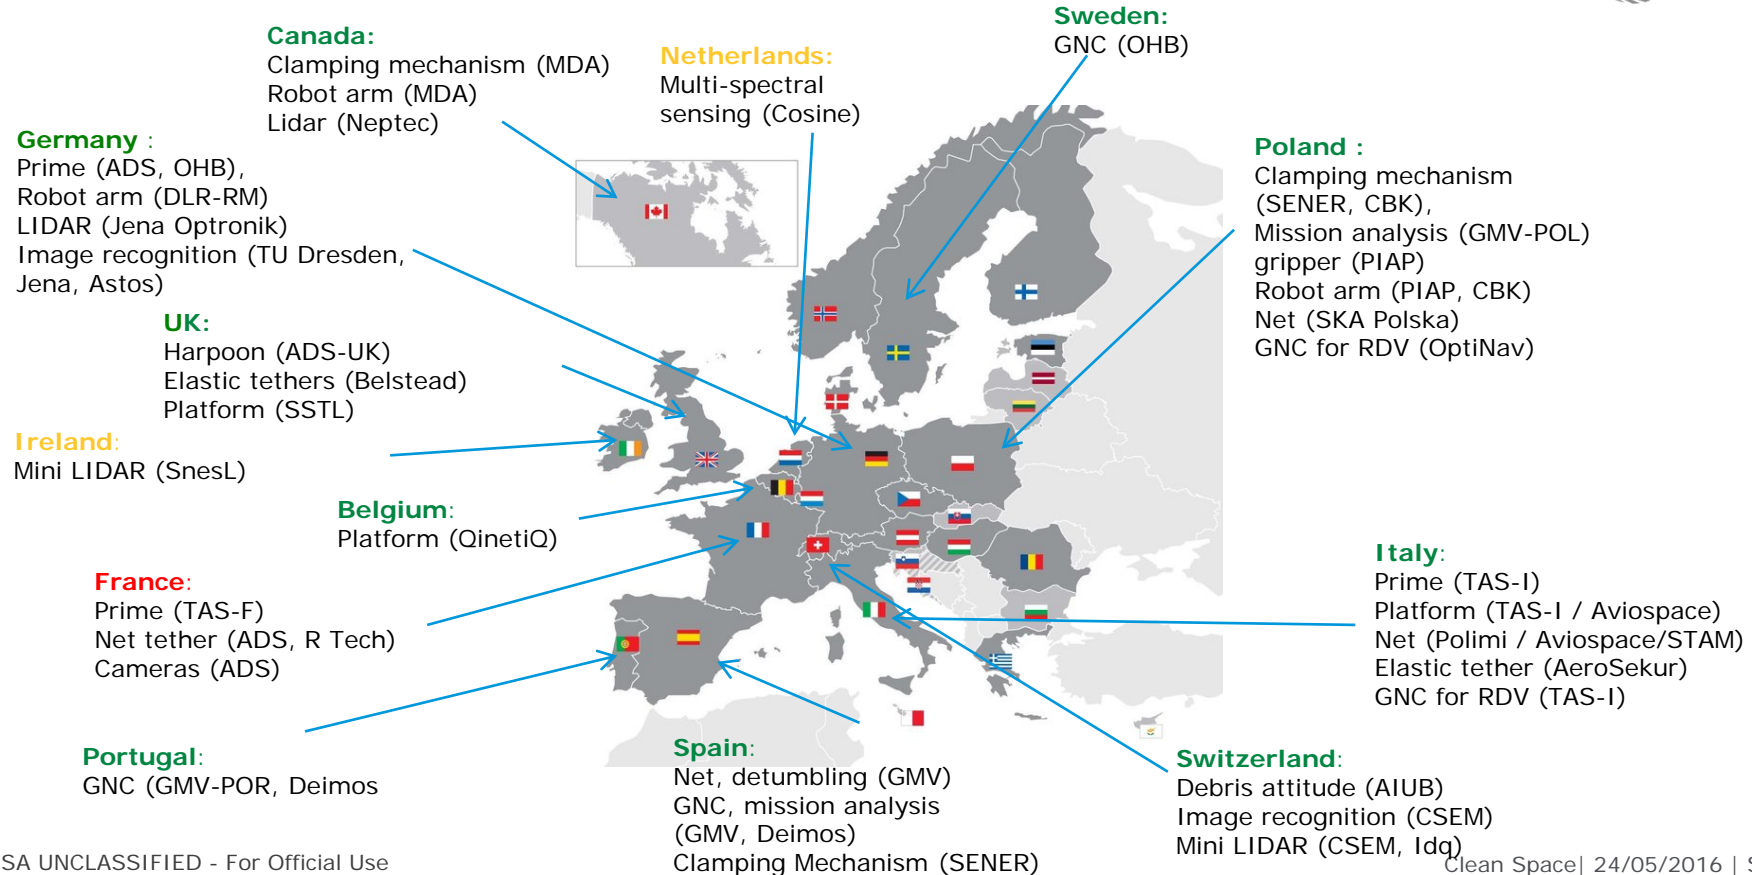 Sweden:
GNC (OHB)
Canada:
Clamping mechanism (MDA)
Robot arm (MDA)
Lidar (Neptec)
Netherlands:
Multi-spectral
sensing (Cosine)
Germany :
Prime (ADS, OHB),
Robot arm (DLR-RM)
LIDAR (Jena Optronik)
Image recognition (TU Dresden,
Jena, Astos)
Poland :
Clamping mechanism
(SENER, CBK),
Mission analysis (GMV-POL)
gripper (PIAP)
Robot arm (PIAP, CBK)
Net (SKA Polska)
GNC for RDV (OptiNav)
UK:
Harpoon (ADS-UK)
Elastic tethers (Belstead)
Platform (SSTL)
Ireland:
Mini LIDAR (SnesL)
Belgium:
Platform (QinetiQ)
France:
Prime (TAS-F)
Net tether (ADS, R Tech)
Cameras (ADS)
Italy:
Prime (TAS-I)
Platform (TAS-I / Aviospace)
Net (Polimi / Aviospace/STAM)
Elastic tether (AeroSekur)
GNC for RDV (TAS-I)
Portugal:
GNC (GMV-POR, Deimos
Spain:
Net, detumbling (GMV)
GNC, mission analysis
(GMV, Deimos)
Clamping Mechanism (SENER)
Switzerland:
Debris attitude (AIUB)
Image recognition (CSEM)
Mini LIDAR (CSEM, Idq)
SA UNCLASSIFIED - For Official Use
Clean Space| 24/05/2016 | S